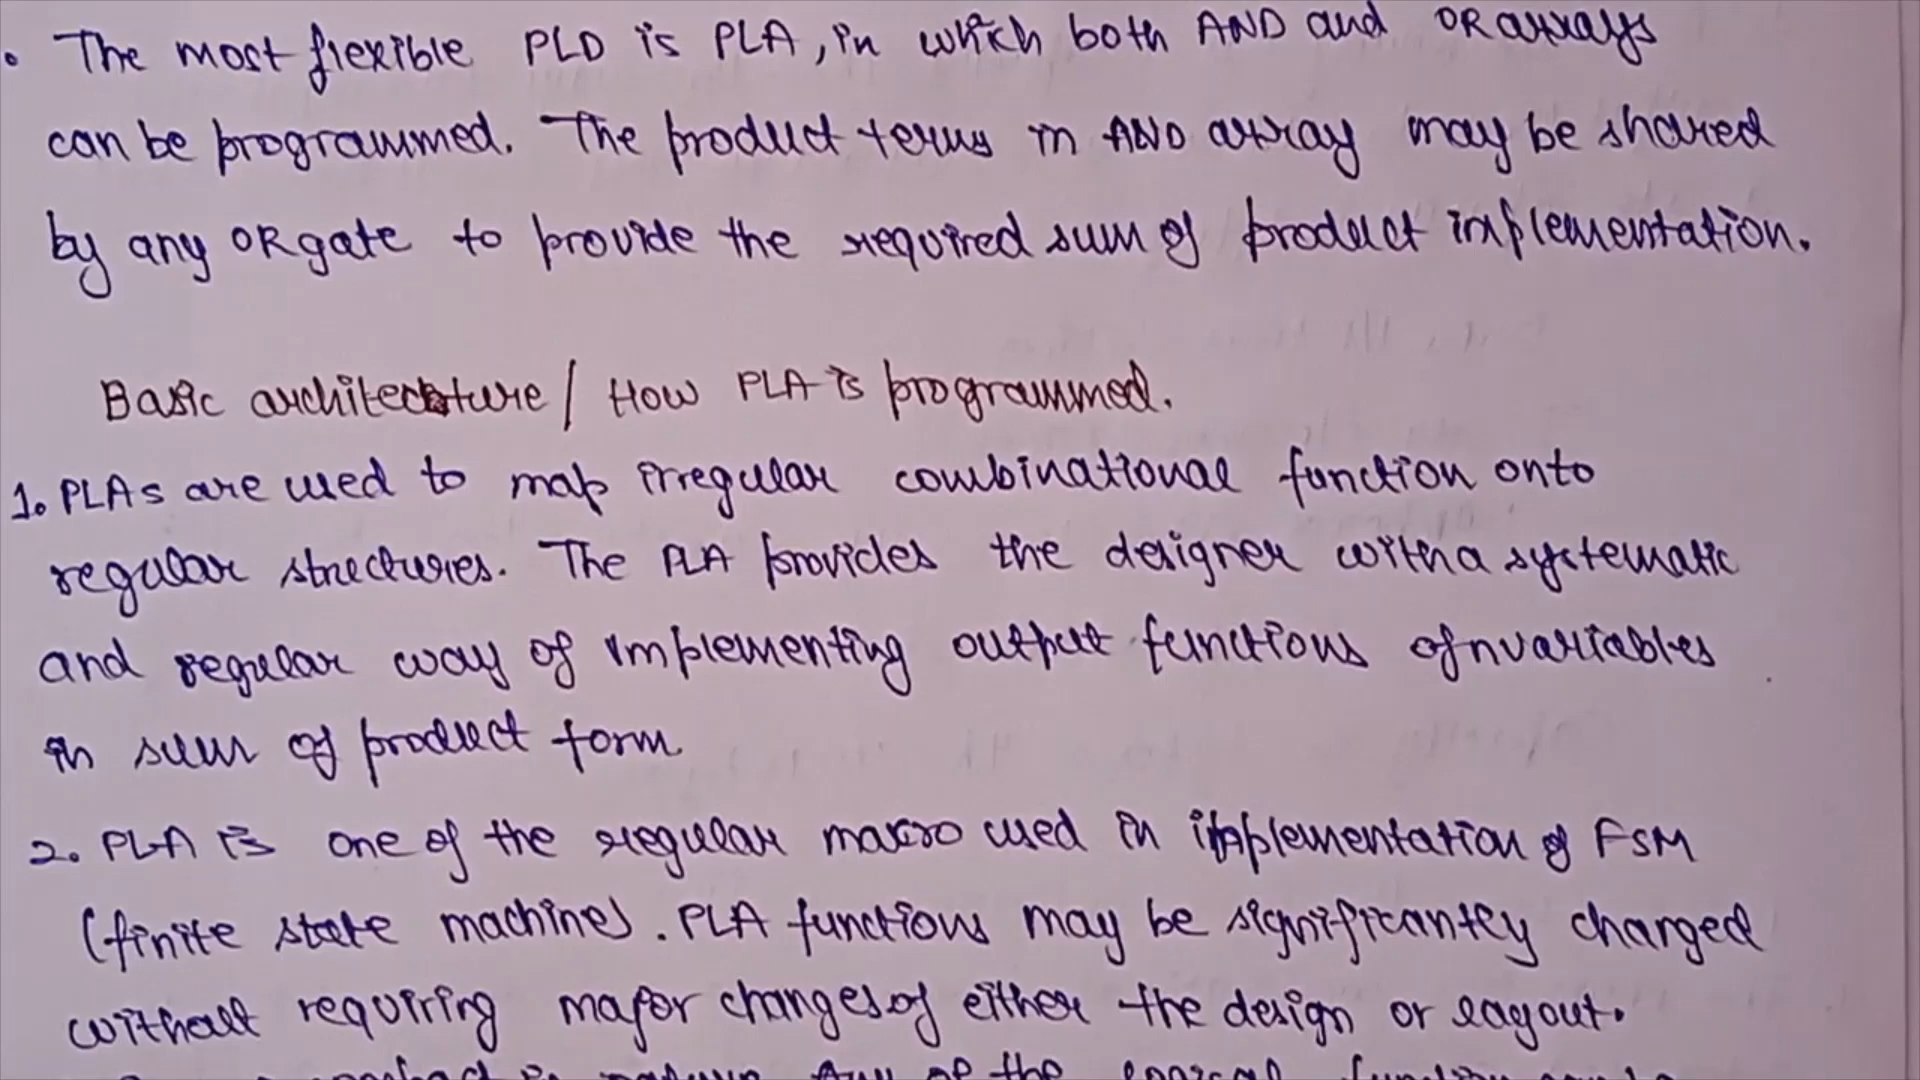 • The most flexible PLD is PLA, in which both AND and OR arrays
can be programmed. The product terms in AND array may be shared
by any OR gate to provide the required sum of product implementation.
Basic architecture / How PLA is programmed.
1. PLAs are used to map irregular combinational function onto
regular structures. The PLA provides the designer with a systematic
and regular way of implementing output functions of n variables
in sum of product form.
2. PLA is one of the regular macro used in implementation of FSM
(finite state machine). PLA functions may be significantly changed
without requiring major changes of either the design or layout.
of the logical function